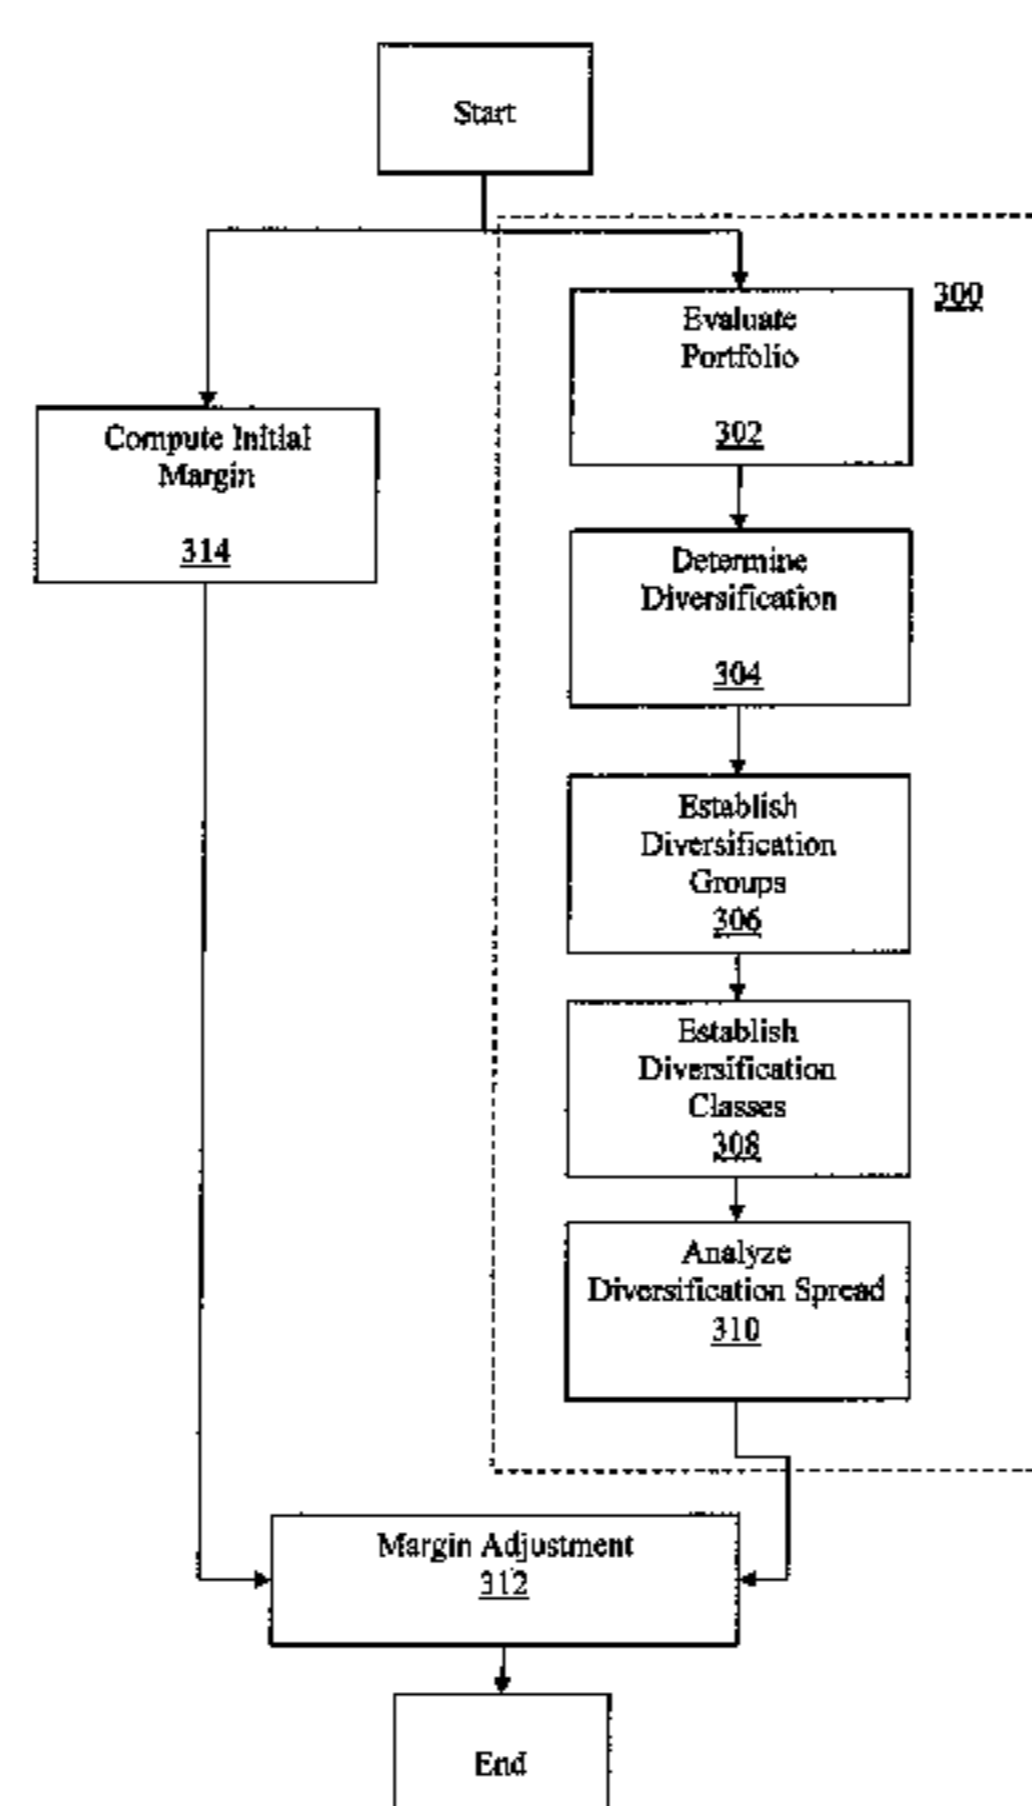 Start
300
Evaluate
Portfolio
302
Compute Initial
Margin
314
Determine
Diversification
304
Establish
Diversification
Groups
306
Establish
Diversification
Classes
308
Analyze
Diversification Spread
310
Margin Adjustment
312
End